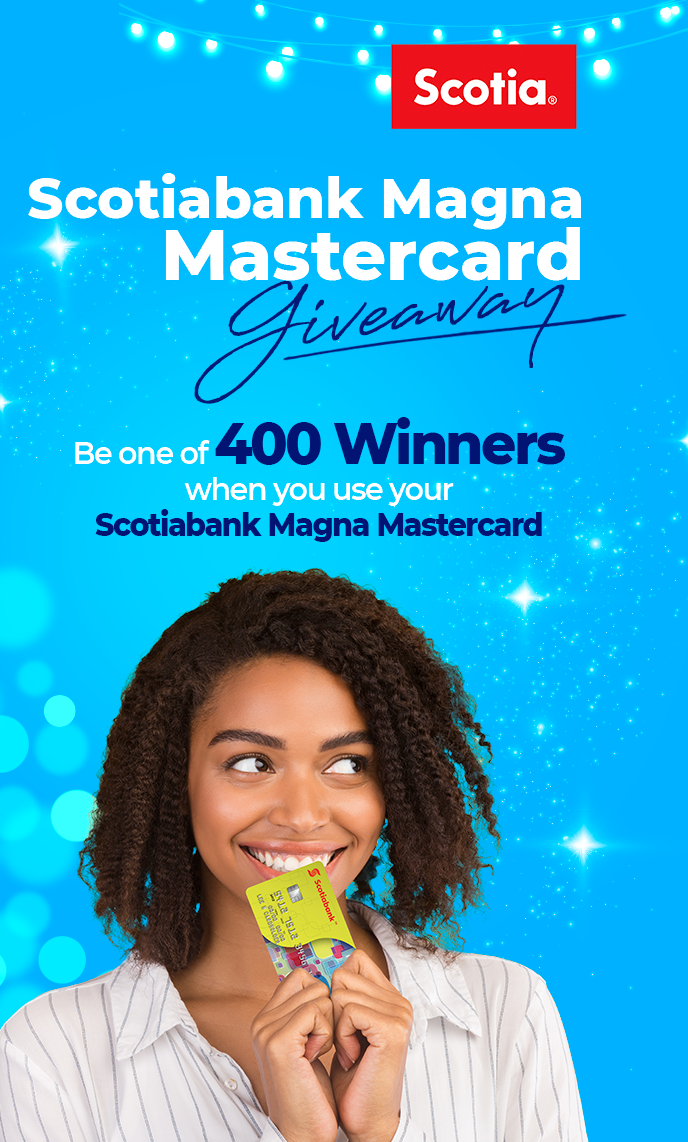 Scotia®
Scotiabank Magna
Mastercard
Giveaway
Be one of 400 Winners
when you use your
Scotiabank Magna Mastercard
Scotiabank